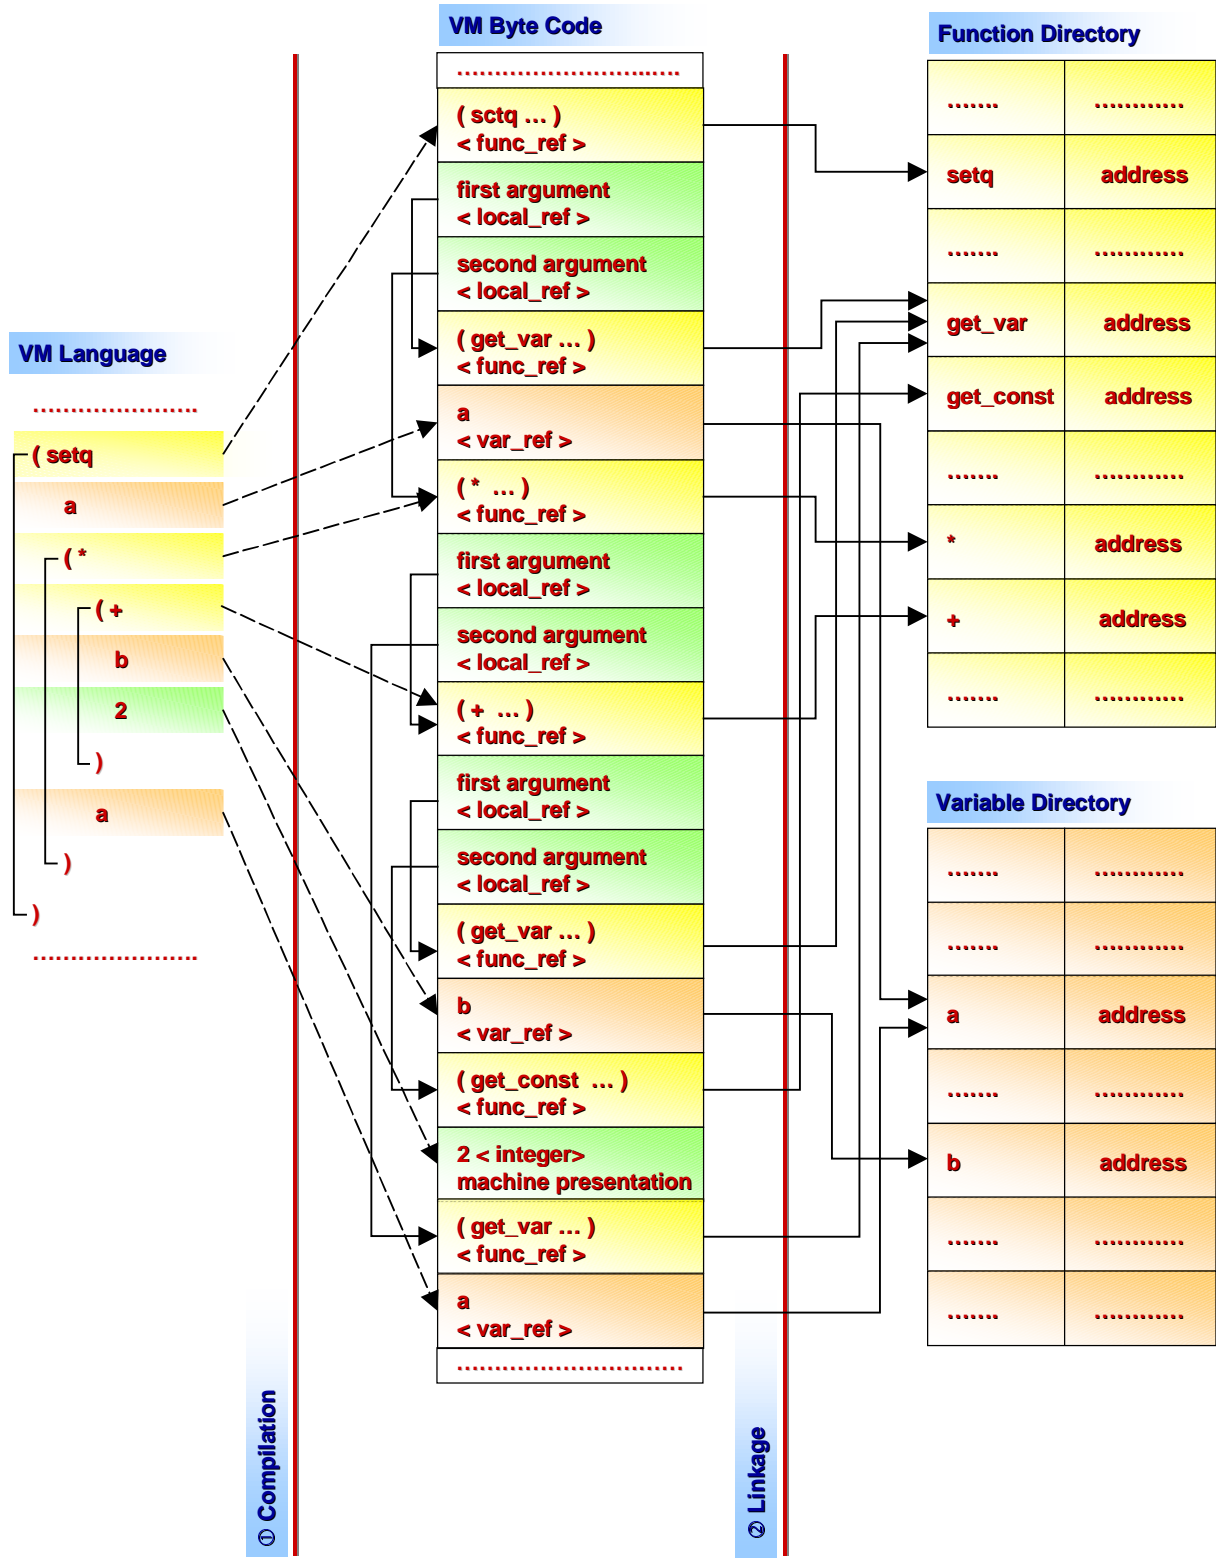 VM Language
........................
( setq
a
( *
( +
b
2
)
a
)
)
........................
① Compilation
VM Byte Code
................................
( sctq ... )
< func_ref >
first argument
< local_ref >
second argument
< local_ref >
( get_var ... )
< func_ref >
a
< var_ref >
( * ... )
< func_ref >
first argument
< local_ref >
second argument
< local_ref >
( + ... )
< func_ref >
first argument
< local_ref >
second argument
< local_ref >
( get_var ... )
< func_ref >
b
< var_ref >
( get_const ... )
< func_ref >
2 < integer>
machine presentation
( get_var ... )
< func_ref >
a
< var_ref >
................................
② Linkage
Function Directory
....... ............
setq address
....... ............
get_var address
get_const address
....... ............
* address
+ address
....... ............
Variable Directory
....... ............
....... ............
a address
....... ............
b address
....... ............
....... ............